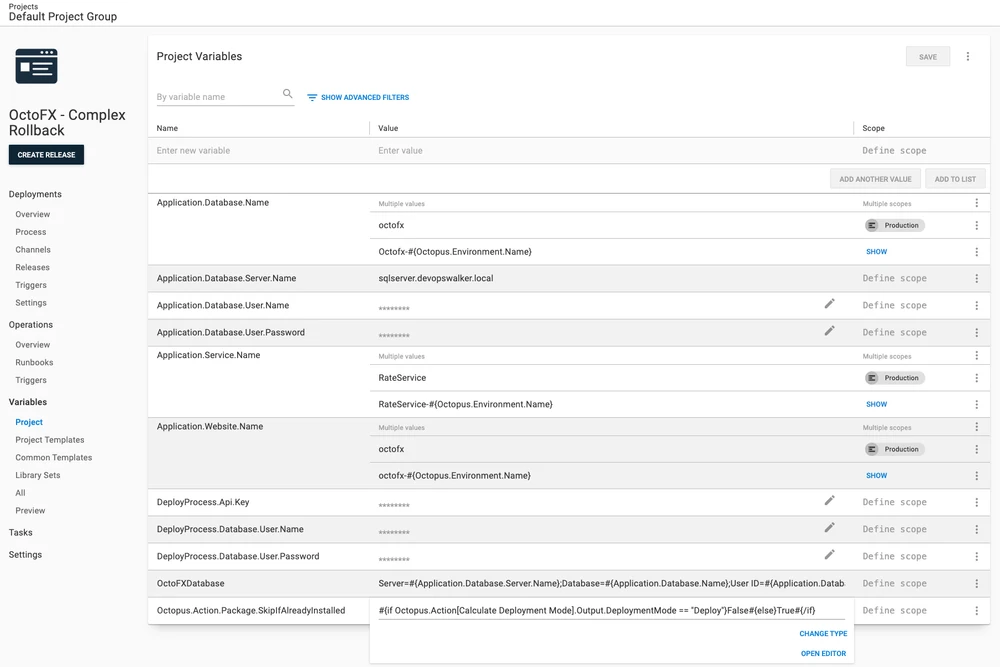 Projects
Default Project Group
OctoFX - Complex
Rollback
CREATE RELEASE
Deployments
Overview
Process
Channels
Releases
Triggers
Settings
Operations
Overview
Runbooks
Triggers
Variables
Project
Project Templates
Common Templates
Library Sets
All
Preview
Tasks
Settings
Project Variables
SAVE
By variable name
SHOW ADVANCED FILTERS
Name Value Scope
Enter new variable Enter value Define scope
ADD ANOTHER VALUE ADD TO LIST
Application.Database.Name Multiple values Multiple scopes
octofx Production
Octofx-#{Octopus.Environment.Name} SHOW
Application.Database.Server.Name sqlserver.devopswalker.local Define scope
Application.Database.User.Name ******** Define scope
Application.Database.User.Password ******** Define scope
Application.Service.Name Multiple values Multiple scopes
RateService Production
RateService-#{Octopus.Environment.Name} SHOW
Application.Website.Name Multiple values Multiple scopes
octofx Production
octofx-#{Octopus.Environment.Name} SHOW
DeployProcess.Api.Key ******** Define scope
DeployProcess.Database.User.Name ******** Define scope
DeployProcess.Database.User.Password ******** Define scope
OctoFXDatabase Server=#{Application.Database.Server.Name};Database=#{Application.Database.Name};User ID=#{Application.Datab Define scope
Octopus.Action.Package.SkipIfAlreadyInstalled #{if Octopus.Action[Calculate Deployment Mode].Output.DeploymentMode == "Deploy"}False#{else}True#{/if} Define scope
CHANGE TYPE
OPEN EDITOR